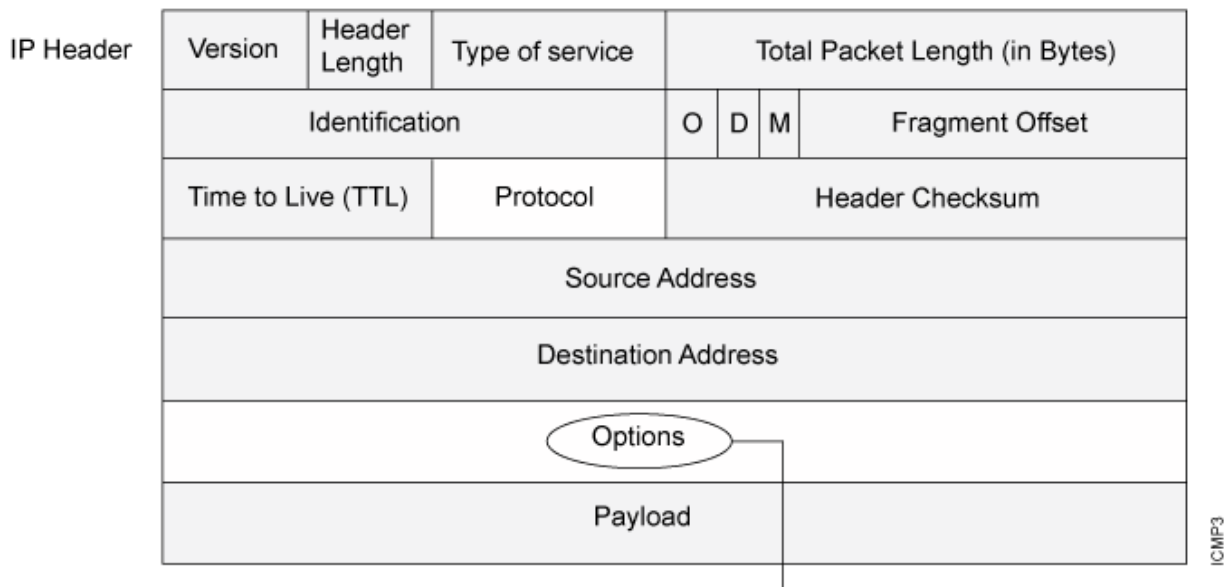 IP Header
Version
Header
Length
Type of service
Total Packet Length (in Bytes)
Identification
O
D
M
Fragment Offset
Time to Live (TTL)
Protocol
Header Checksum
Source Address
Destination Address
Options
Payload
ICMP3